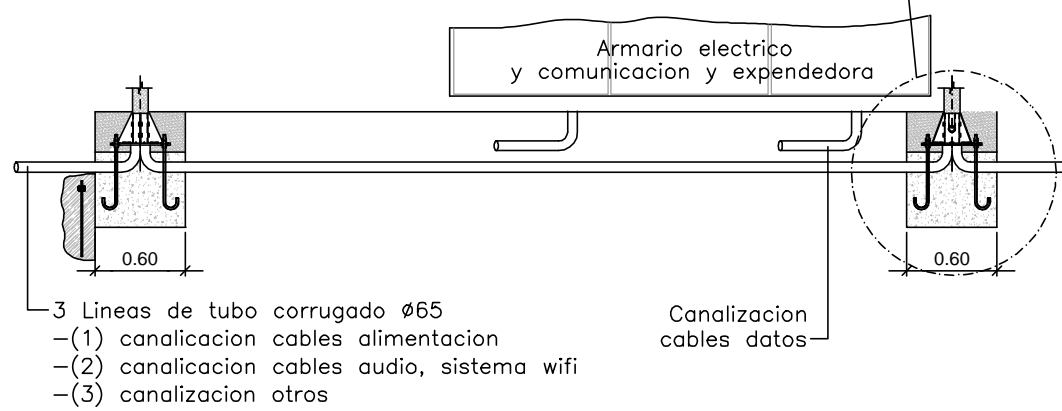 Armario electrico
y comunicacion y expendedora
0.60
0.60
3 Lineas de tubo corrugado Ø65
-(1) canalicacion cables alimentacion
-(2) canalicacion cables audio, sistema wifi
-(3) canalizacion otros
Canalizacion
cables datos